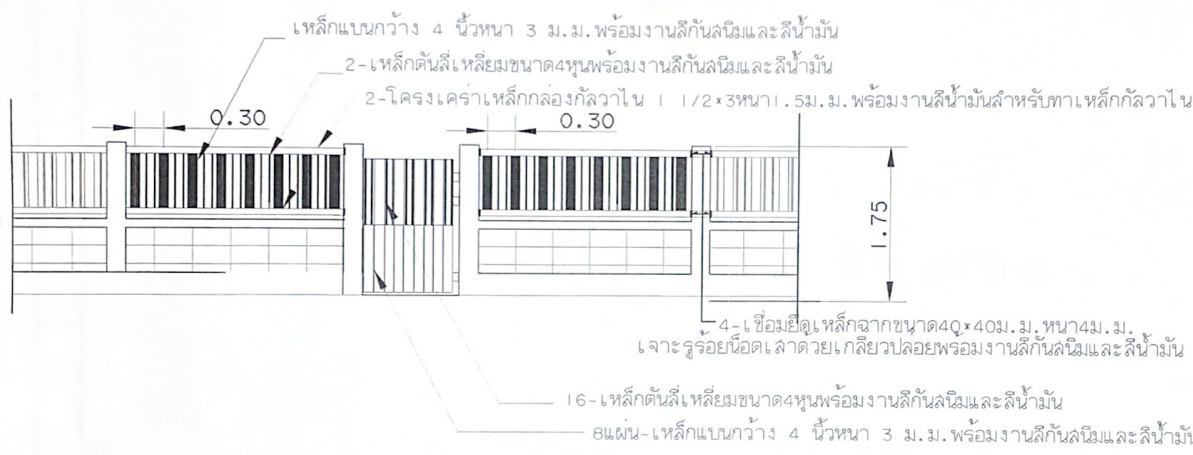 เหล็กแบนกว้าง 4 นิ้วหนา 3 ม.ม.พร้อมงานสีกันสนิมและสีน้ำมัน
2-เหล็กตันสี่เหลี่ยมขนาด4หุนพร้อมงานสีกันสนิมและสีน้ำมัน
2-โครงเคร่าเหล็กกล่องกัลวาไน 1 1/2*3หนา1.5ม.ม.พร้อมงานสีน้ำมันสำหรับทาเหล็กกัลวาไน
0.30
0.30
1.75
4-เชื่อมยึดเหล็กฉากขนาด40*40ม.ม.หนา4ม.ม.
เจาะรูร้อยน็อตเสาด้วยเกลียวปล่อยพร้อมงานสีกันสนิมและสีน้ำมัน
16-เหล็กตันสี่เหลี่ยมขนาด4หุนพร้อมงานสีกันสนิมและสีน้ำมัน
8แผ่น-เหล็กแบนกว้าง 4 นิ้วหนา 3 ม.ม.พร้อมงานสีกันสนิมและสีน้ำมัน